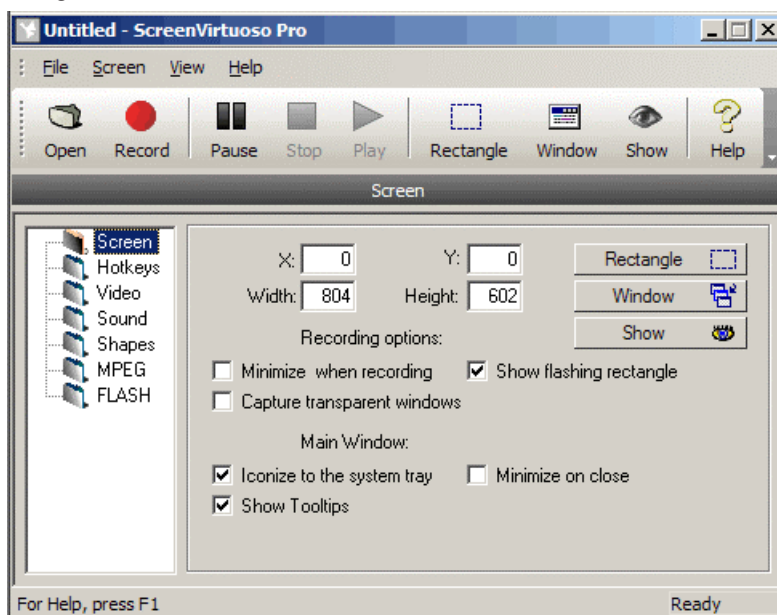 Untitled - ScreenVirtuoso Pro
File Screen View Help
Open Record Pause Stop Play Rectangle Window Show Help
Screen
Screen
Hotkeys
Video
Sound
Shapes
MPEG
FLASH
X: 0 Y: 0 Rectangle
Width: 804 Height: 602 Window
Recording options: Show
Minimize when recording Show flashing rectangle
Capture transparent windows
Main Window:
Iconize to the system tray Minimize on close
Show Tooltips
For Help, press F1 Ready